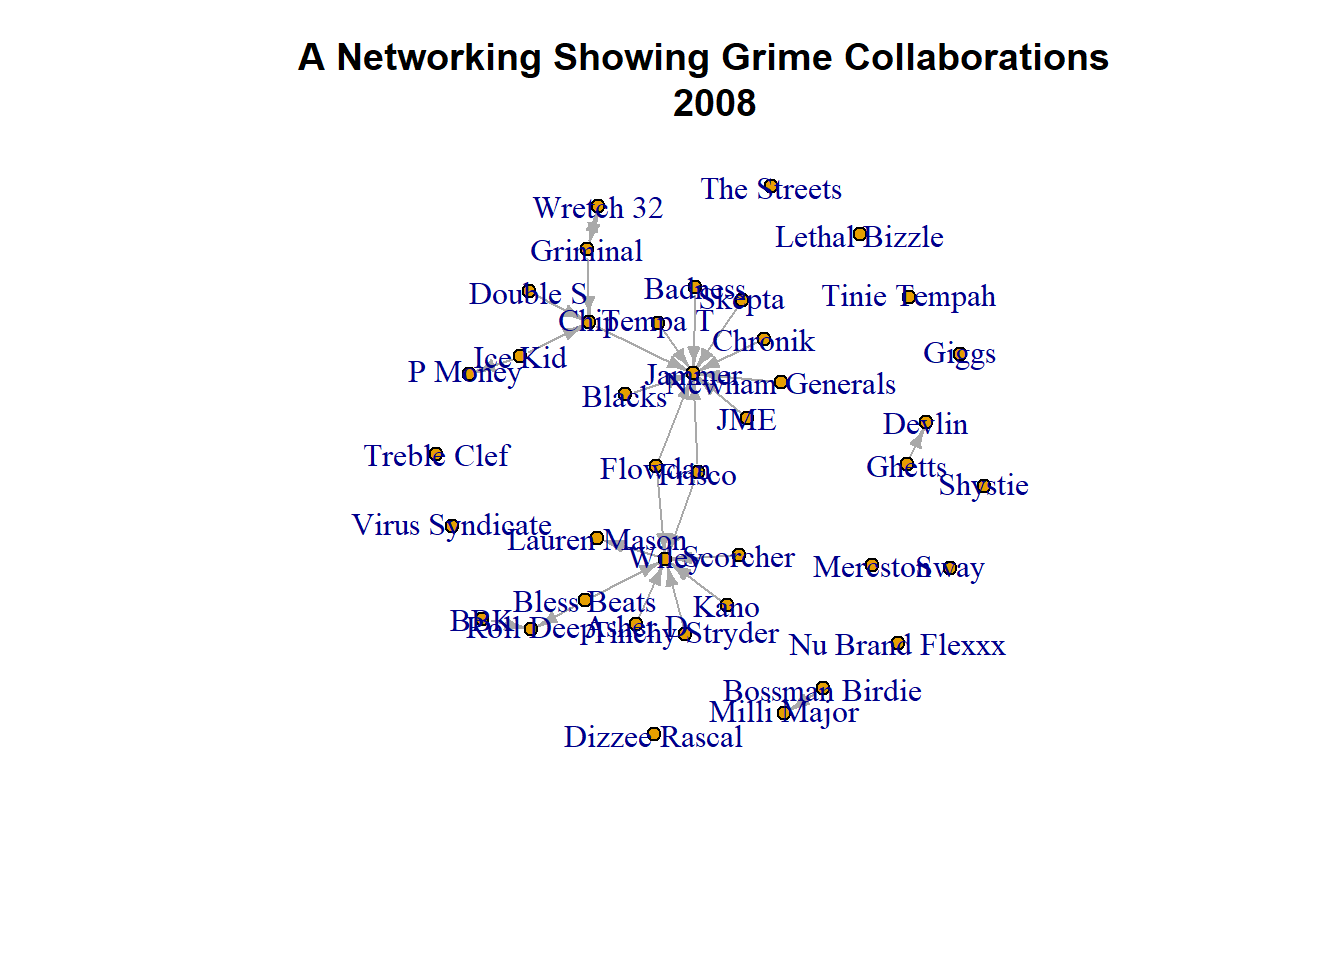 A Networking Showing Grime Collaborations
2008
The Streets
Wretch 32
Lethal Bizzle
Griminal
Badness
Double S
Skepta
Tinie Tempah
Chip
Tempa T
Chronik
Giggs
Ice Kid
P Money
Jammer
Newham Generals
Blacks
JME
Devlin
Treble Clef
Ghetts
Flowdan
Frisco
Shystie
Virus Syndicate
Lauren Mason
Wiley
Scorcher
Mercston
Sway
Bless Beats
Kano
BBK
Roll Deep
Asher D
Tinchy Stryder
Nu Brand Flexxx
Bossman Birdie
Milli Major
Dizzee Rascal